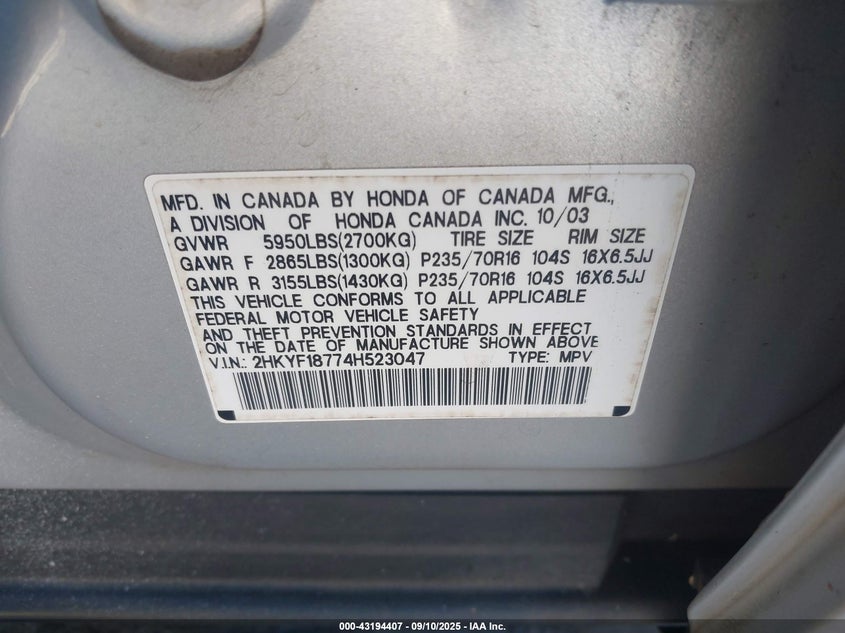 MFD. IN CANADA BY HONDA OF CANADA MFG.,
A DIVISION OF HONDA CANADA INC. 10/03
GVWR 5950LBS(2700KG) TIRE SIZE RIM SIZE
GAWR F 2865LBS(1300KG) P235/70R16 104S 16X6.5JJ
GAWR R 3155LBS(1430KG) P235/70R16 104S 16X6.5JJ
THIS VEHICLE CONFORMS TO ALL APPLICABLE
FEDERAL MOTOR VEHICLE SAFETY
AND THEFT PREVENTION STANDARDS IN EFFECT
ON THE DATE OF MANUFACTURE SHOWN ABOVE
V.I.N.: 2HKYF18774H523047 TYPE: MPV
000-43194407 - 09/10/2025 - IAA Inc.